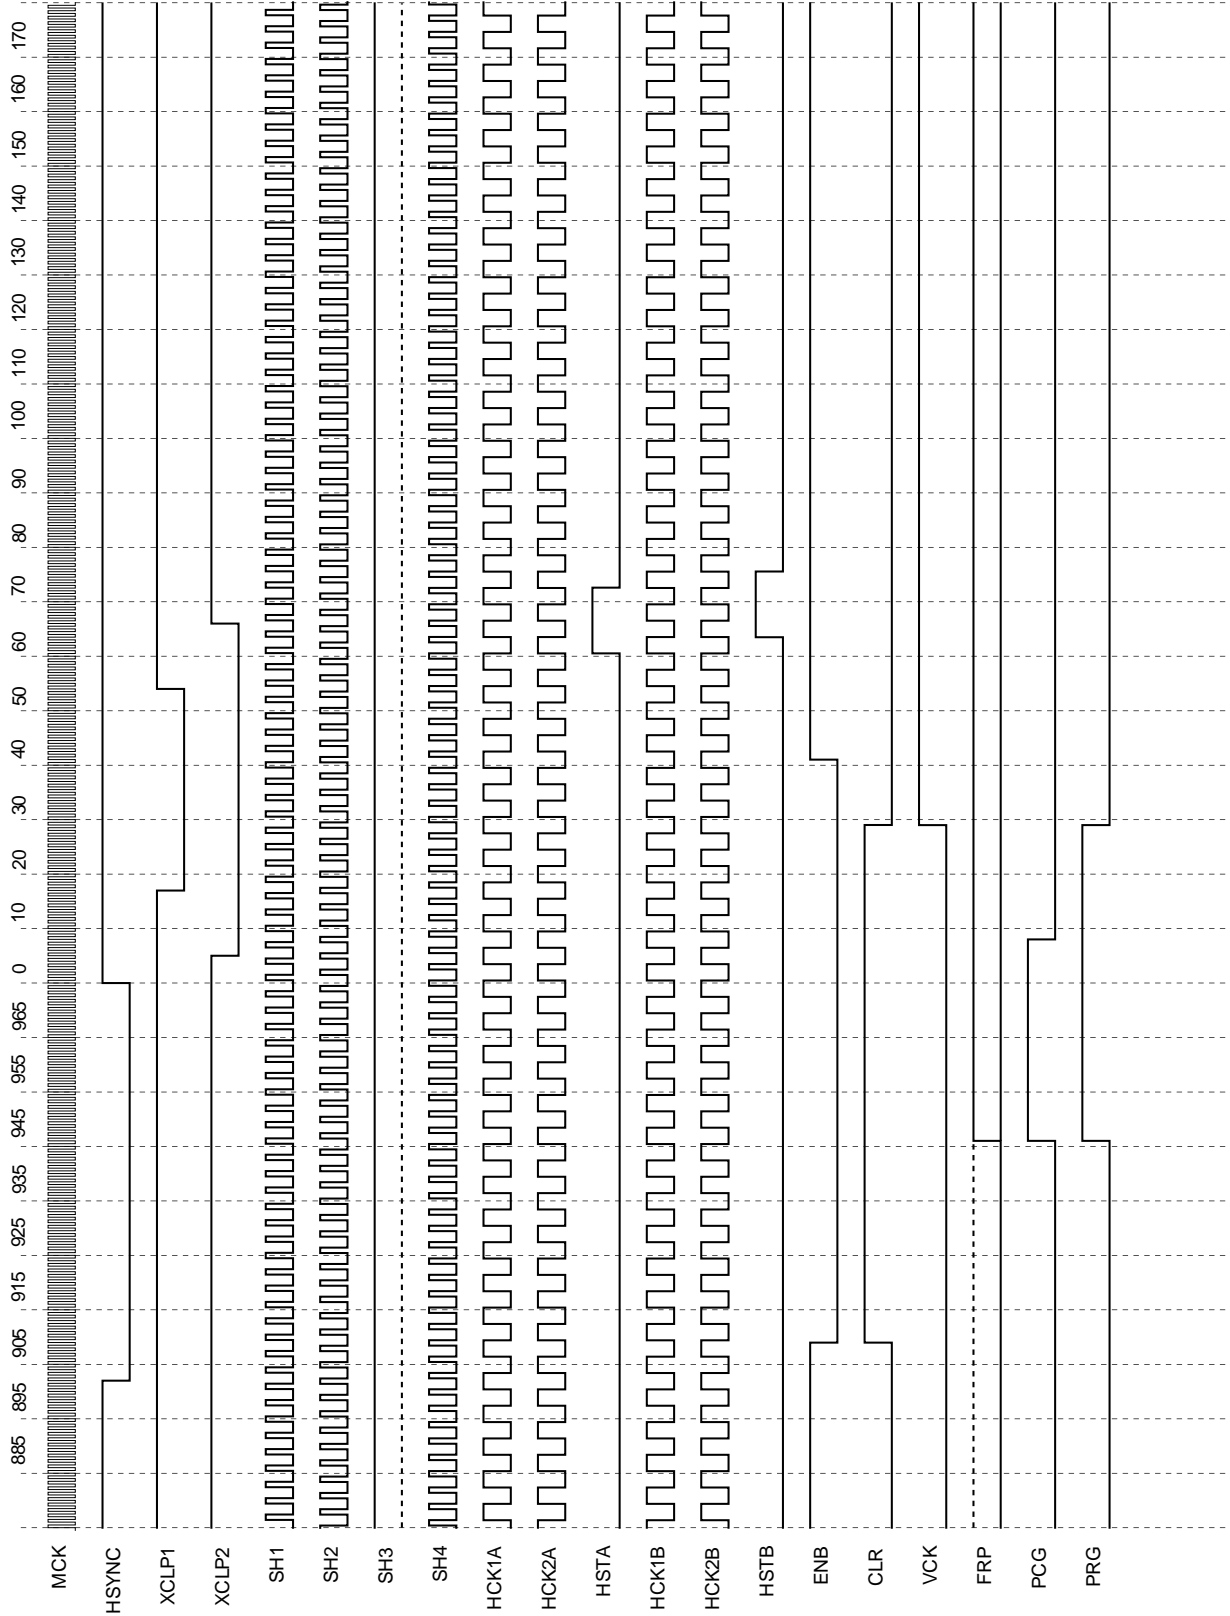 MCK
HSYNC
XCLP1
XCLP2
SH1
SH2
SH3
SH4
HCK1A
HCK2A
HSTA
HCK1B
HCK2B
HSTB
ENB
CLR
VCK
FRP
PCG
PRG
885 895 905 915 925 935 945 955 965 0 10 20 30 40 50 60 70 80 90 100 110 120 130 140 150 160 170